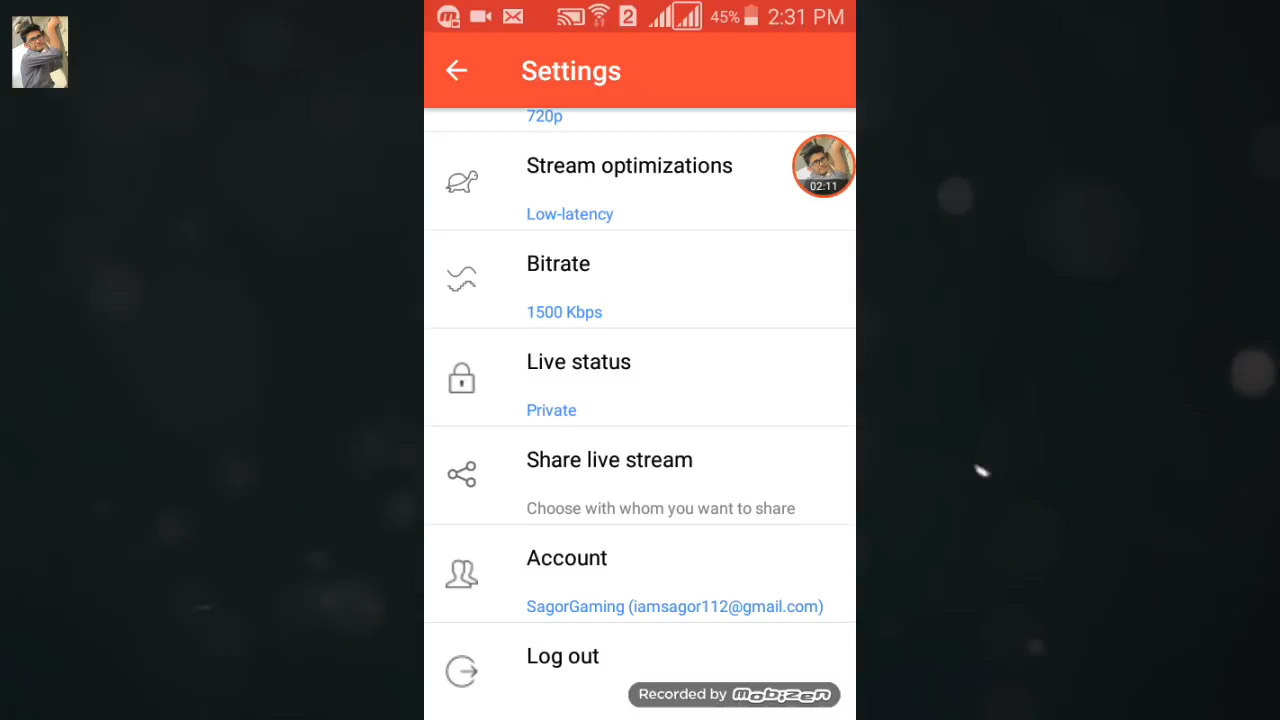 2 45% 2:31 PM
Settings
720p
Stream optimizations
02:11
Low-latency
Bitrate
1500 Kbps
Live status
Private
Share live stream
Choose with whom you want to share
Account
SagorGaming (iamsagor112@gmail.com)
Log out
Recorded by mobizen